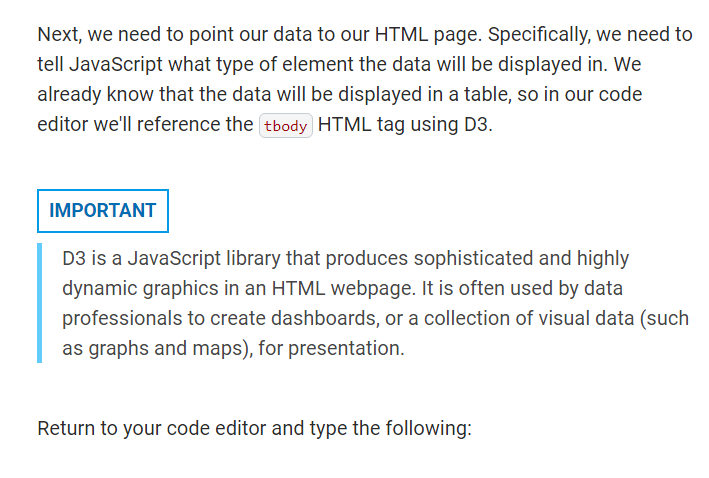 Next, we need to point our data to our HTML page. Specifically, we need to
tell JavaScript what type of element the data will be displayed in. We
already know that the data will be displayed in a table, so in our code
editor we'll reference the tbody HTML tag using D3.
IMPORTANT
D3 is a JavaScript library that produces sophisticated and highly
dynamic graphics in an HTML webpage. It is often used by data
professionals to create dashboards, or a collection of visual data (such
as graphs and maps), for presentation.
Return to your code editor and type the following: